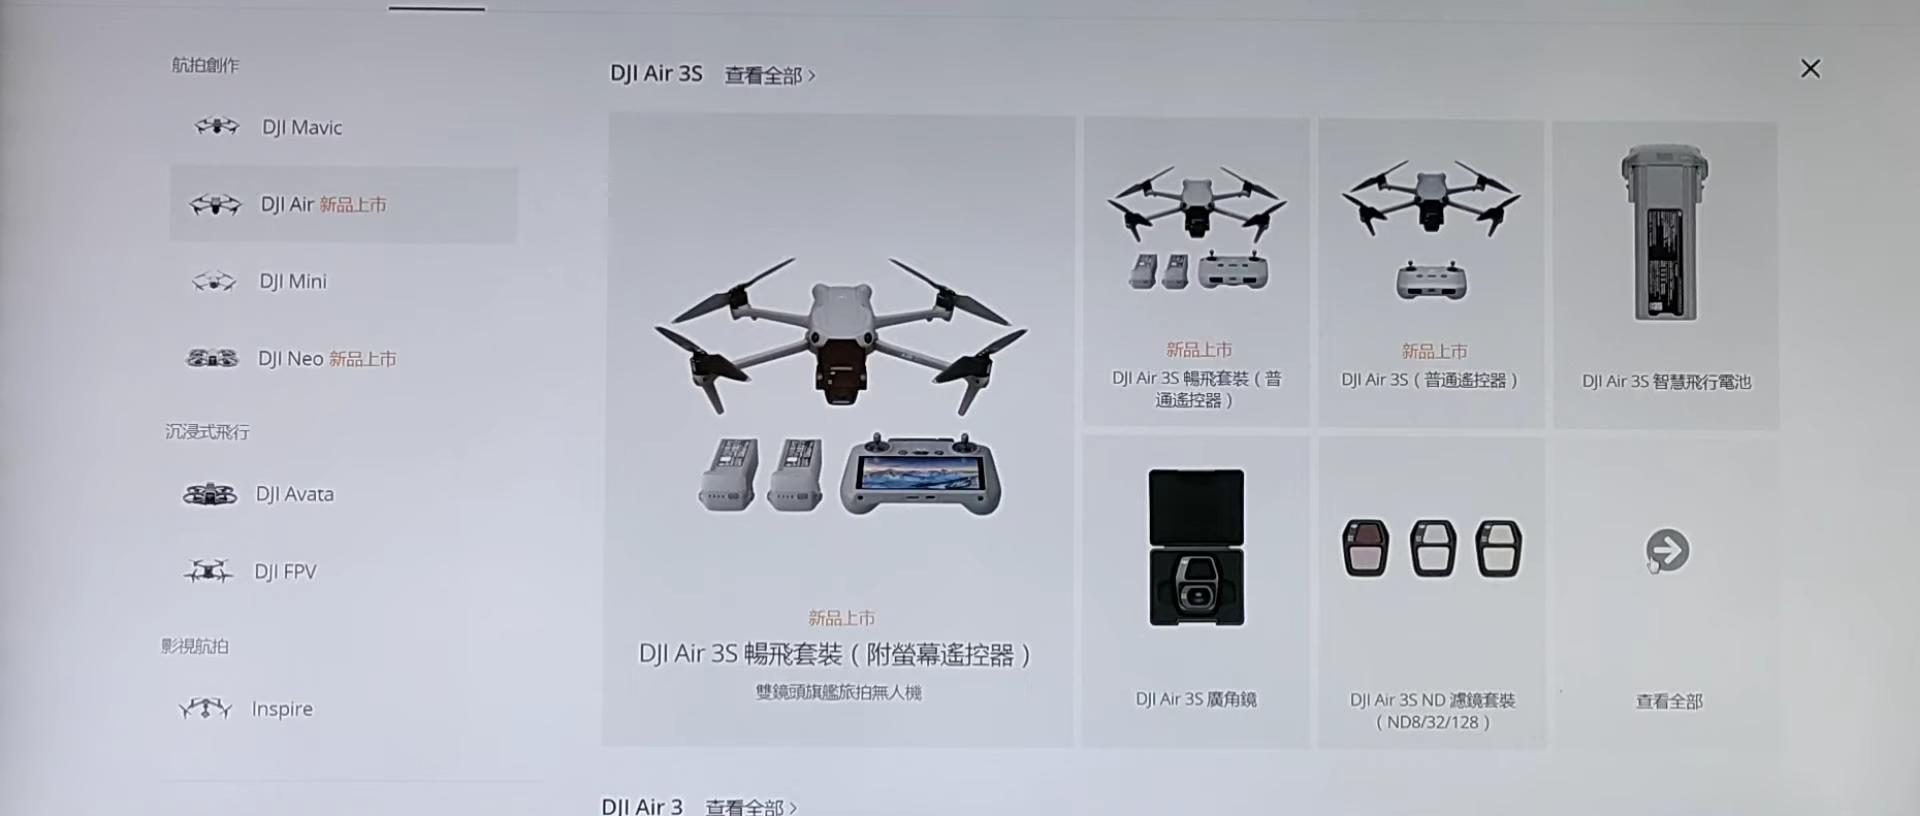 航拍創作
DJI Mavic
DJI Air 新品上市
DJI Mini
DJI Neo 新品上市
沉浸式飛行
DJI Avata
DJI FPV
影視航拍
Inspire
DJI Air 3S 查看全部 >
新品上市
DJI Air 3S 暢飛套裝（附螢幕遙控器）
雙鏡頭旗艦旅拍無人機
新品上市
DJI Air 3S 暢飛套裝（普
通遙控器）
新品上市
DJI Air 3S（普通遙控器）
DJI Air 3S 智慧飛行電池
DJI Air 3S 廣角鏡
DJI Air 3S ND 濾鏡套裝
（ND8/32/128）
查看全部
DJI Air 3 查看全部 >